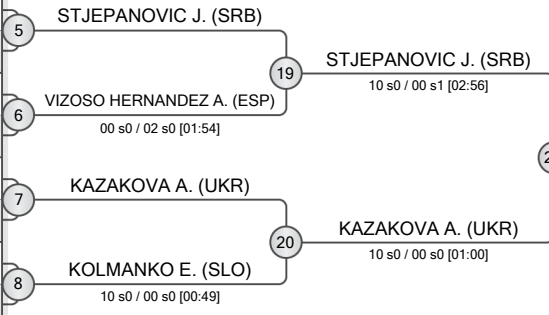 STJEPANOVIC J. (SRB)
5
19
STJEPANOVIC J. (SRB)
10 s0 / 00 s1 [02:56]
VIZOSO HERNANDEZ A. (ESP)
6
00 s0 / 02 s0 [01:54]
KAZAKOVA A. (UKR)
7
20
KAZAKOVA A. (UKR)
10 s0 / 00 s0 [01:00]
KOLMANKO E. (SLO)
8
10 s0 / 00 s0 [00:49]